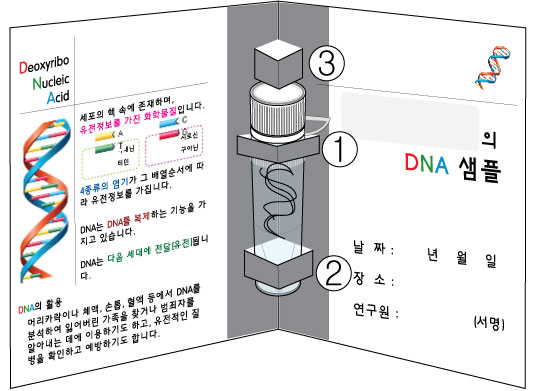 Deoxyribo
Nucleic
Acid
세포의 핵 속에 존재하며,
유전정보를 가진 화학물질입니다.
A
T
C
아데닌
티민
구아닌
4종류의 염기가 그 배열순서에 따
라 유전정보를 가집니다.
DNA는 DNA를 복제하는 기능을 가
지고 있습니다.
DNA는 다음 세대에 전달(유전)됩니
다.
DNA의 활용
머리카락이나 체액, 손톱, 혈액 등에서 DNA를
분석하여 잃어버린 가족을 찾거나 범죄자를
알아내는 데에 이용하기도 하고, 유전적인 질
병을 확인하고 예방하기도 합니다.
③
①
②
의
DNA 샘플
날 짜 : 년 월 일
장 소 :
연구원 : (서명)